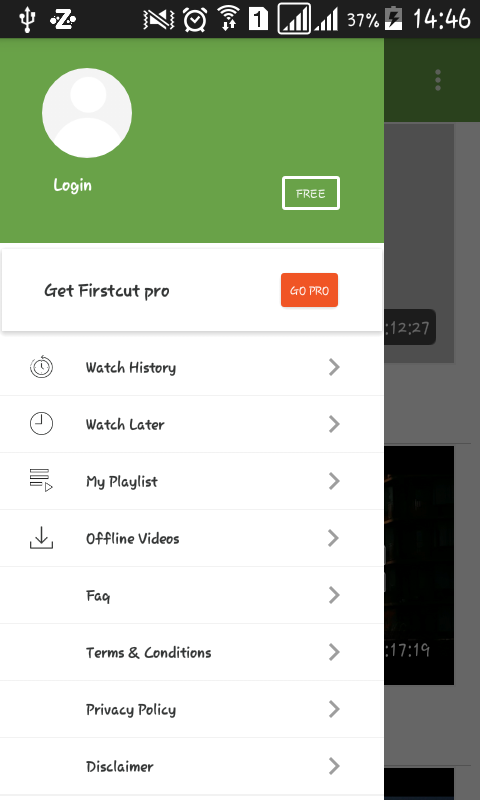 1 37% 14:46
Login
FREE
Get Firstcut pro
GO PRO
:12:27
Watch History
Watch Later
My Playlist
Offline Videos
Faq
:17:19
Terms & Conditions
Privacy Policy
Disclaimer